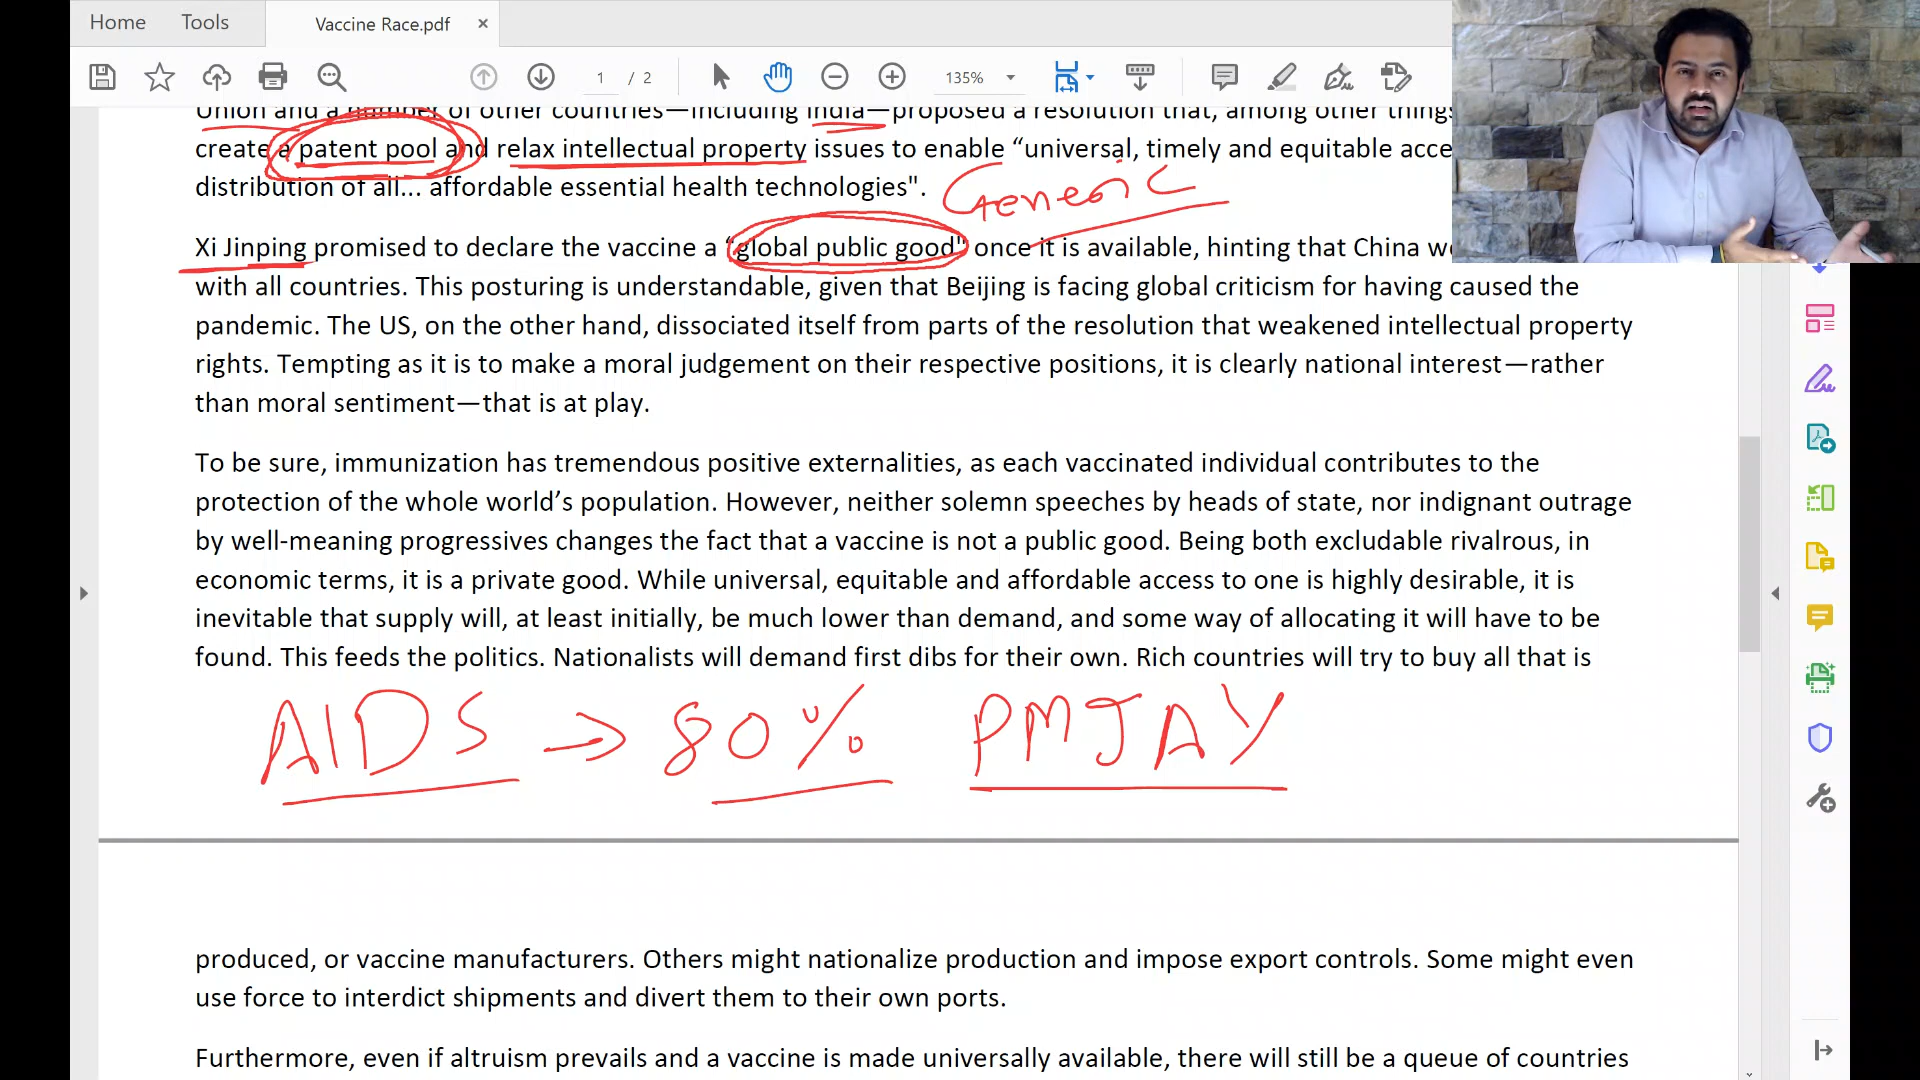 Home Tools Vaccine Race.pdf ×
1 / 2 135%
Union and a number of other countries—including India—proposed a resolution that, among other things
create a patent pool and relax intellectual property issues to enable “universal, timely and equitable acce
distribution of all... affordable essential health technologies".
Generic
Xi Jinping promised to declare the vaccine a “global public good" once it is available, hinting that China w
with all countries. This posturing is understandable, given that Beijing is facing global criticism for having caused the
pandemic. The US, on the other hand, dissociated itself from parts of the resolution that weakened intellectual property
rights. Tempting as it is to make a moral judgement on their respective positions, it is clearly national interest—rather
than moral sentiment—that is at play.
To be sure, immunization has tremendous positive externalities, as each vaccinated individual contributes to the
protection of the whole world’s population. However, neither solemn speeches by heads of state, nor indignant outrage
by well-meaning progressives changes the fact that a vaccine is not a public good. Being both excludable rivalrous, in
economic terms, it is a private good. While universal, equitable and affordable access to one is highly desirable, it is
inevitable that supply will, at least initially, be much lower than demand, and some way of allocating it will have to be
found. This feeds the politics. Nationalists will demand first dibs for their own. Rich countries will try to buy all that is
AIDS → 80% PMJAY
produced, or vaccine manufacturers. Others might nationalize production and impose export controls. Some might even
use force to interdict shipments and divert them to their own ports.
Furthermore, even if altruism prevails and a vaccine is made universally available, there will still be a queue of countries